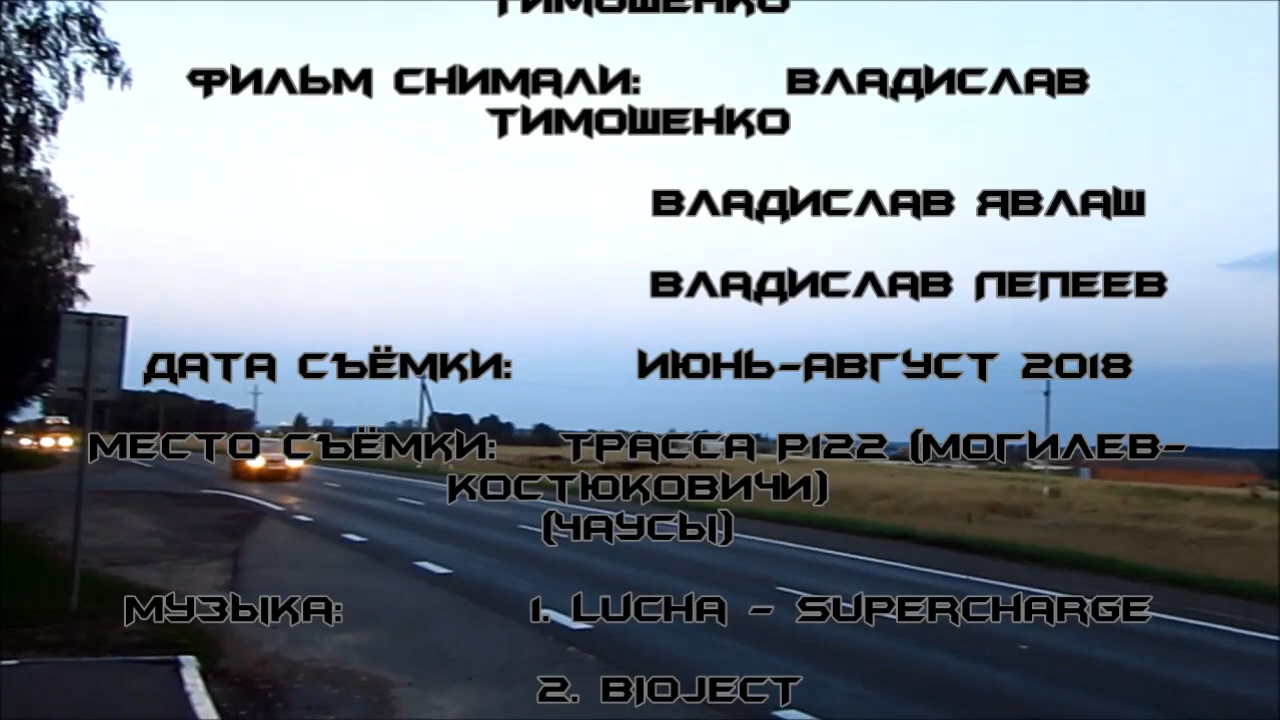 ТИМОШЕНКО
ФИЛЬМ СНИМАЛИ: ВЛАДИСЛАВ
ТИМОШЕНКО
ВЛАДИСЛАВ ЯВЛАШ
ВЛАДИСЛАВ ЛЕПЕЕВ
ДАТА СЪЁМКИ: ИЮНЬ-АВГУСТ 2018
МЕСТО СЪЁМКИ: ТРАССА Р122 (МОГИЛЕВ-
КОСТЮКОВИЧИ)
(ЧАУСЫ)
МУЗЫКА: 1. LUCHA - SUPERCHARGE
2. BIOJECT